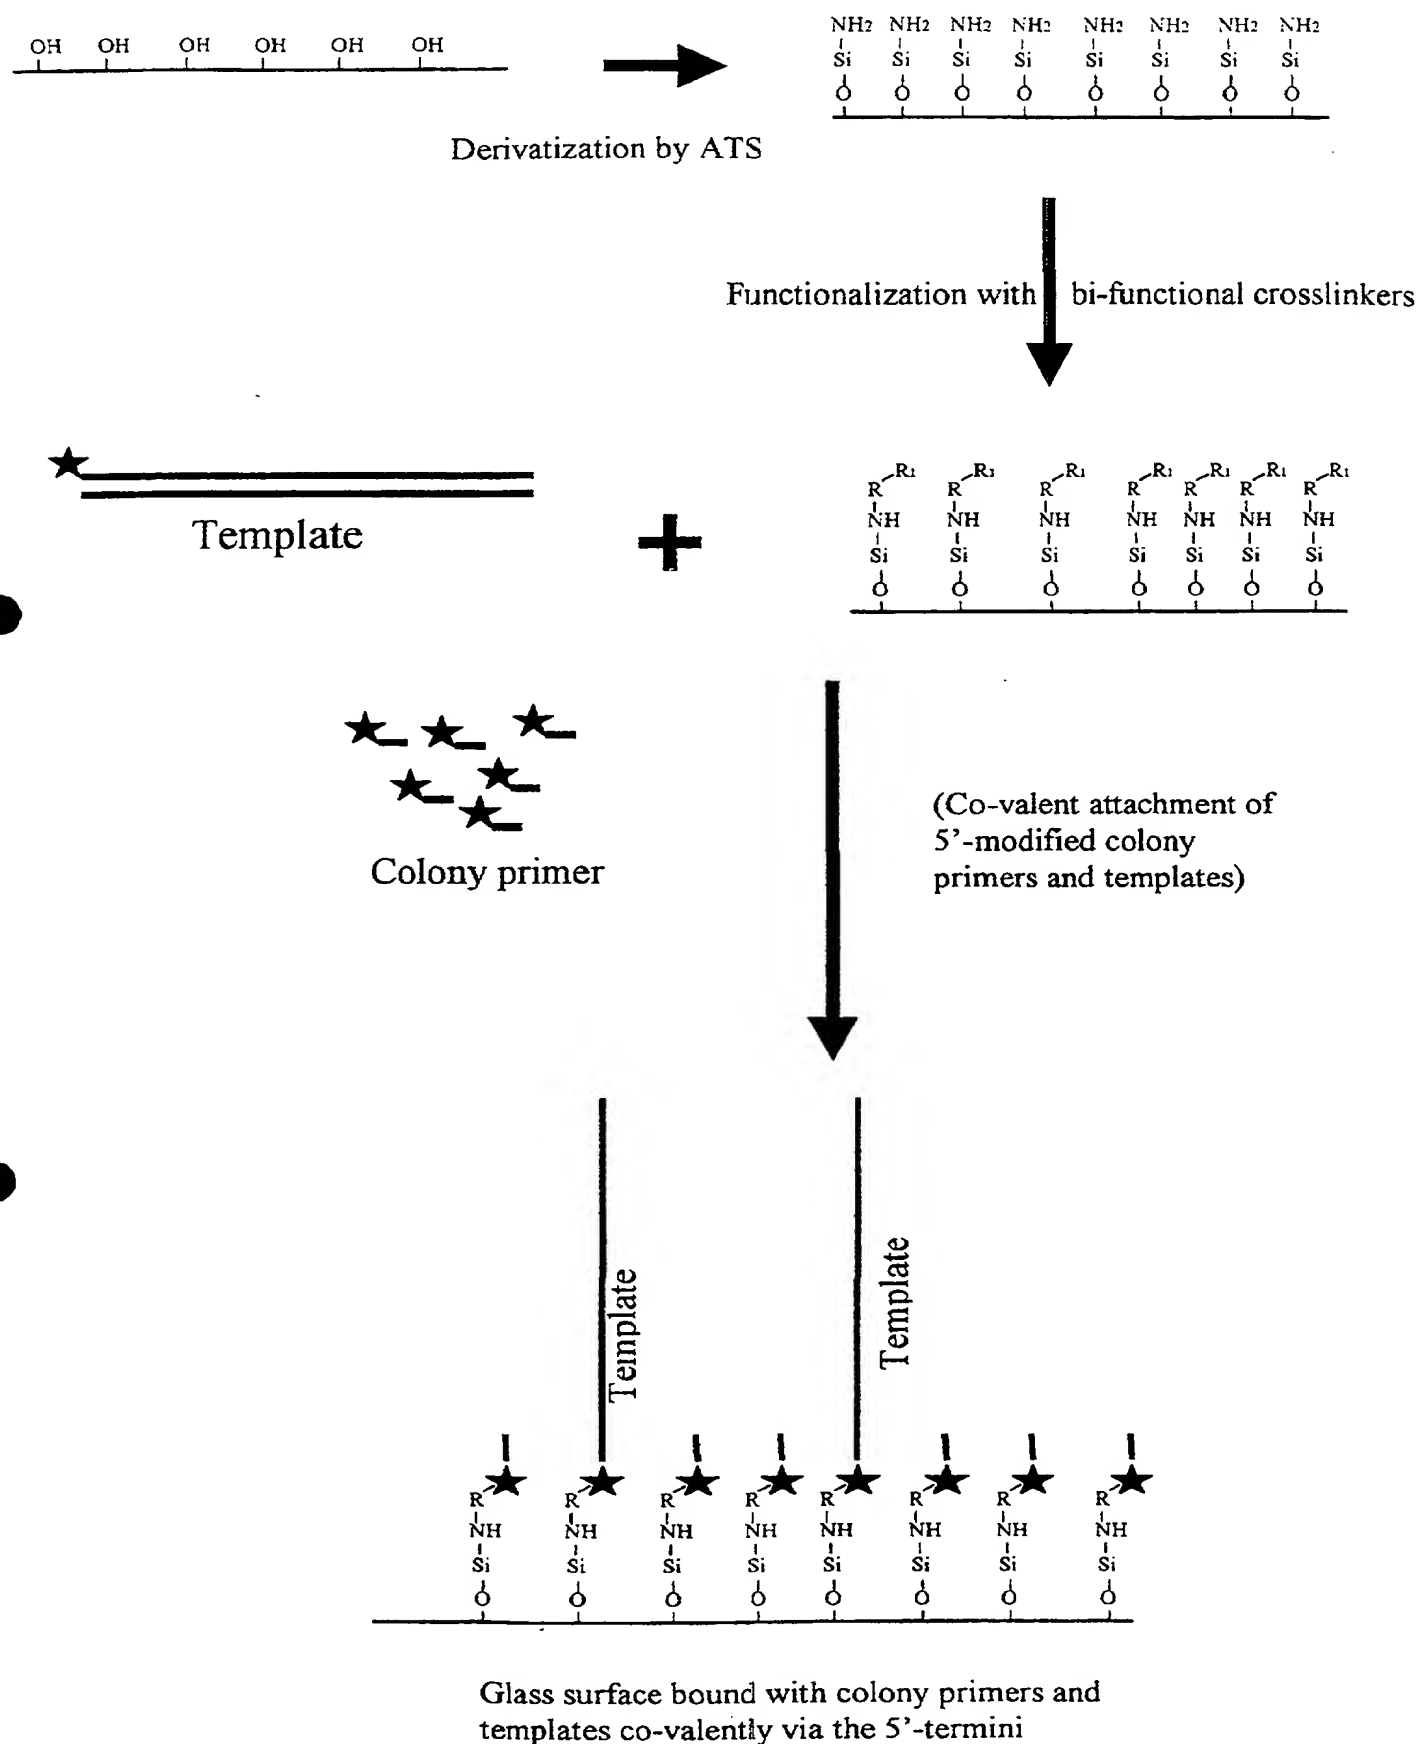 OH OH OH OH OH OH
NH2 NH2 NH2 NH2 NH2 NH2 NH2 NH2
Si Si Si Si Si Si Si Si
O O O O O O O O
Derivatization by ATS
Functionalization with bi-functional crosslinkers
R1 R1 R1 R1 R1 R1 R1
R R R R R R R
NH NH NH NH NH NH NH
Si Si Si Si Si Si Si
O O O O O O O
Template
Colony primer
(Co-valent attachment of
5’-modified colony
primers and templates)
Template
Template
R R R R R R R R
NH NH NH NH NH NH NH NH
Si Si Si Si Si Si Si Si
O O O O O O O O
Glass surface bound with colony primers and
templates co-valently via the 5’-termini